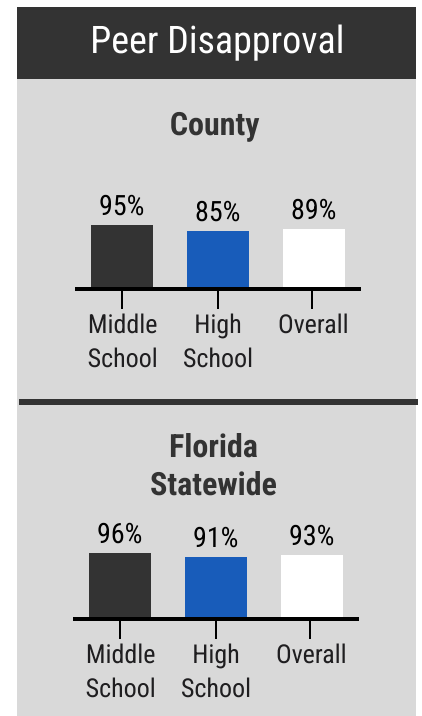 Peer Disapproval
County
95% 85% 89%
Middle School High School Overall
Florida
Statewide
96% 91% 93%
Middle School High School Overall